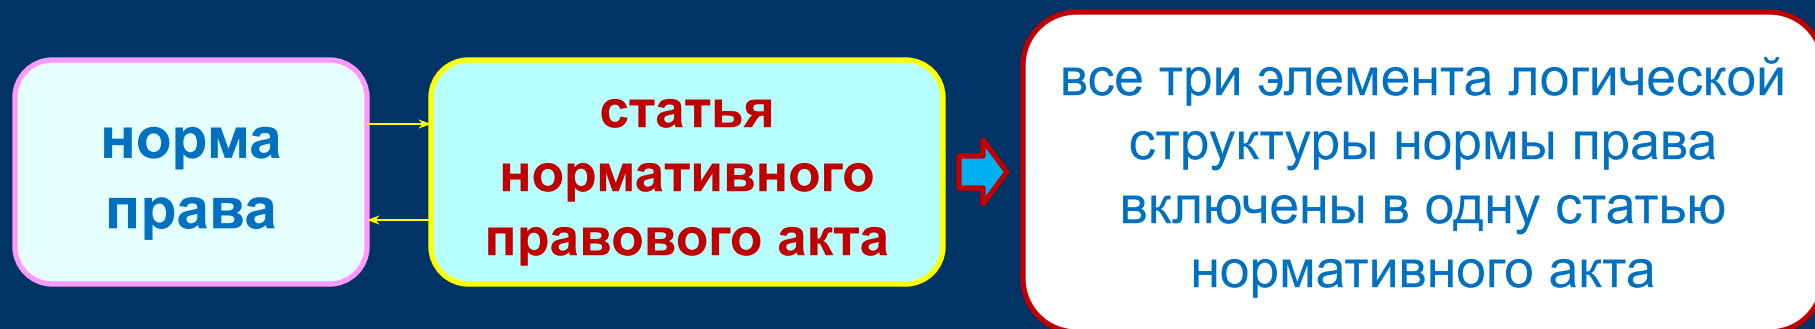 норма
права
статья
нормативного
правового акта
все три элемента логической
структуры нормы права
включены в одну статью
нормативного акта